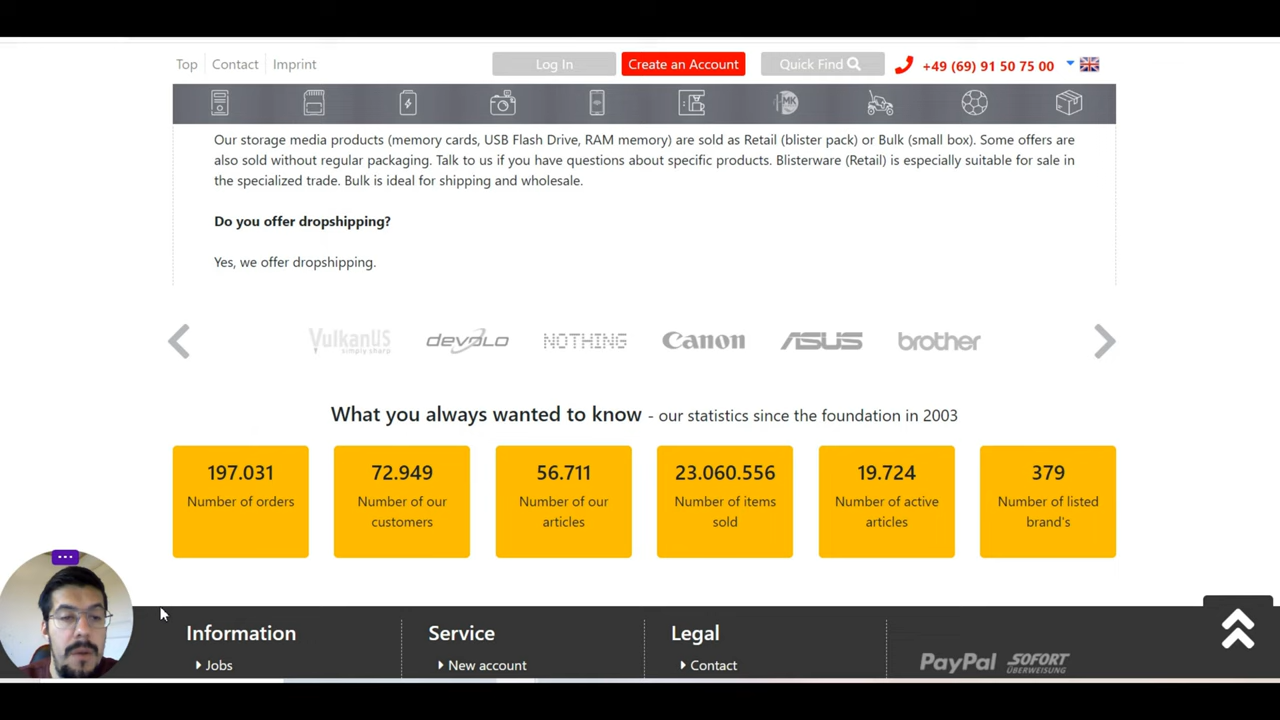 Top
Contact
Imprint
Log In
Create an Account
Quick Find
+49 (69) 91 50 75 00
MK
Our storage media products (memory cards, USB Flash Drive, RAM memory) are sold as Retail (blister pack) or Bulk (small box). Some offers are
also sold without regular packaging. Talk to us if you have questions about specific products. Blisterware (Retail) is especially suitable for sale in
the specialized trade. Bulk is ideal for shipping and wholesale.
Do you offer dropshipping?
Yes, we offer dropshipping.
VulkanUS
simply sharp
devolo
NOTHING
Canon
ASUS
brother
What you always wanted to know - our statistics since the foundation in 2003
197.031
Number of orders
72.949
Number of our
customers
56.711
Number of our
articles
23.060.556
Number of items
sold
19.724
Number of active
articles
379
Number of listed
brand's
Information
Jobs
Service
New account
Legal
Contact
PayPal
SOFORT
ÜBERWEISUNG